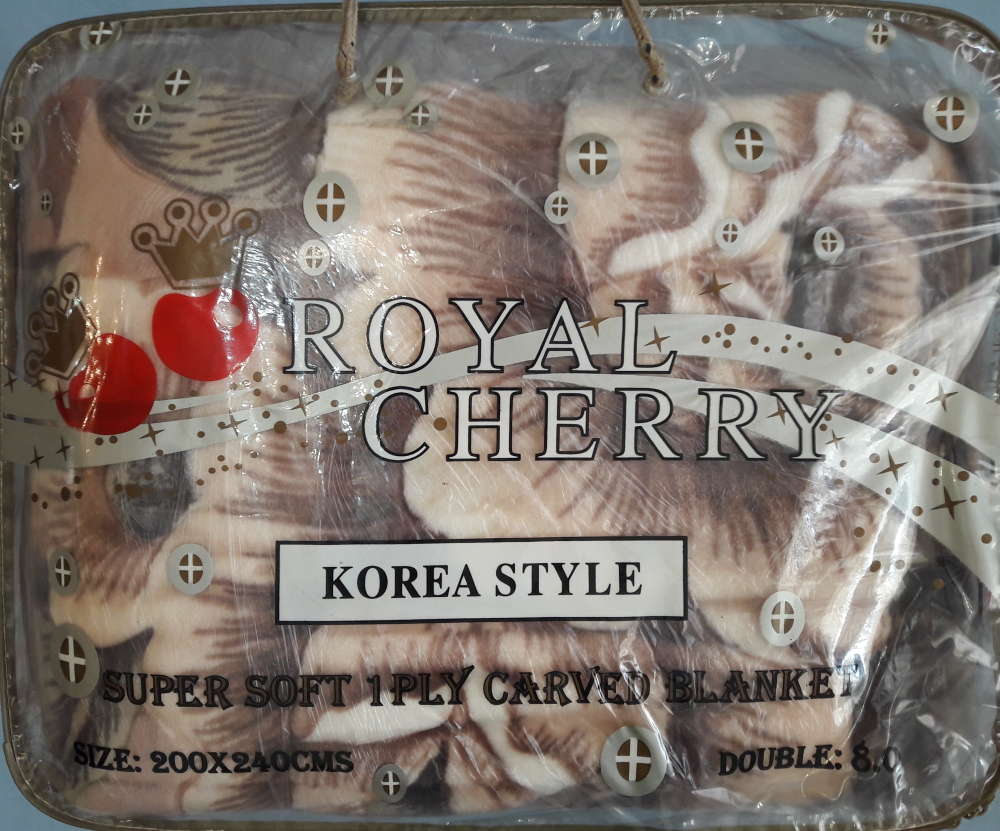 ROYAL
CHERRY
KOREA STYLE
SUPER SOFT 1PLY CARVED BLANKET
SIZE: 200X240CMS
DOUBLE: 8.0